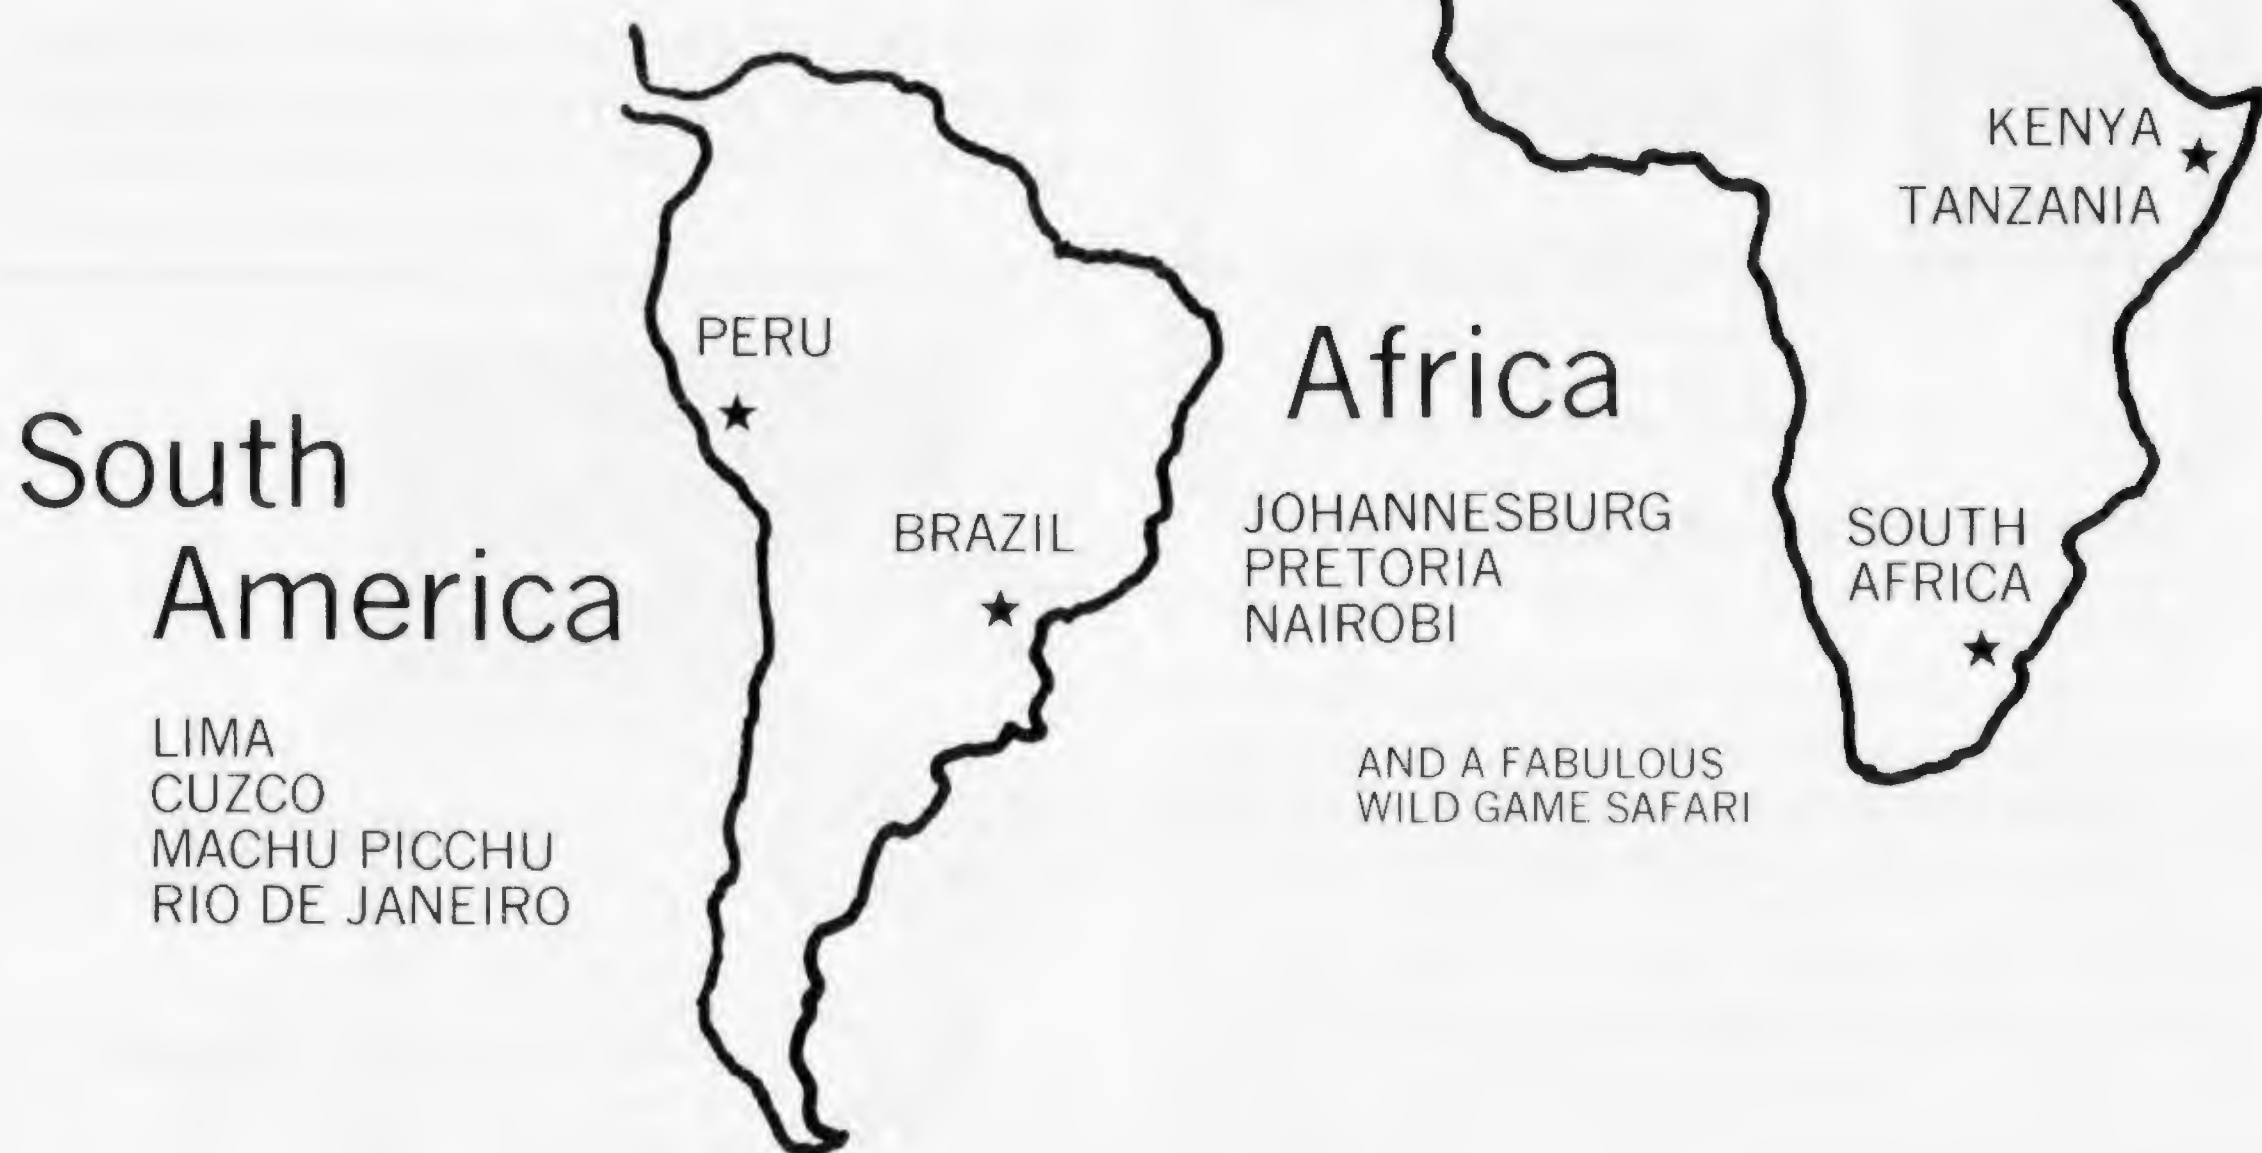 South
America
LIMA
CUZCO
MACHU PICCHU
RIO DE JANEIRO
PERU
BRAZIL
Africa
JOHANNESBURG
PRETORIA
NAIROBI
AND A FABULOUS
WILD GAME SAFARI
KENYA
TANZANIA
SOUTH
AFRICA